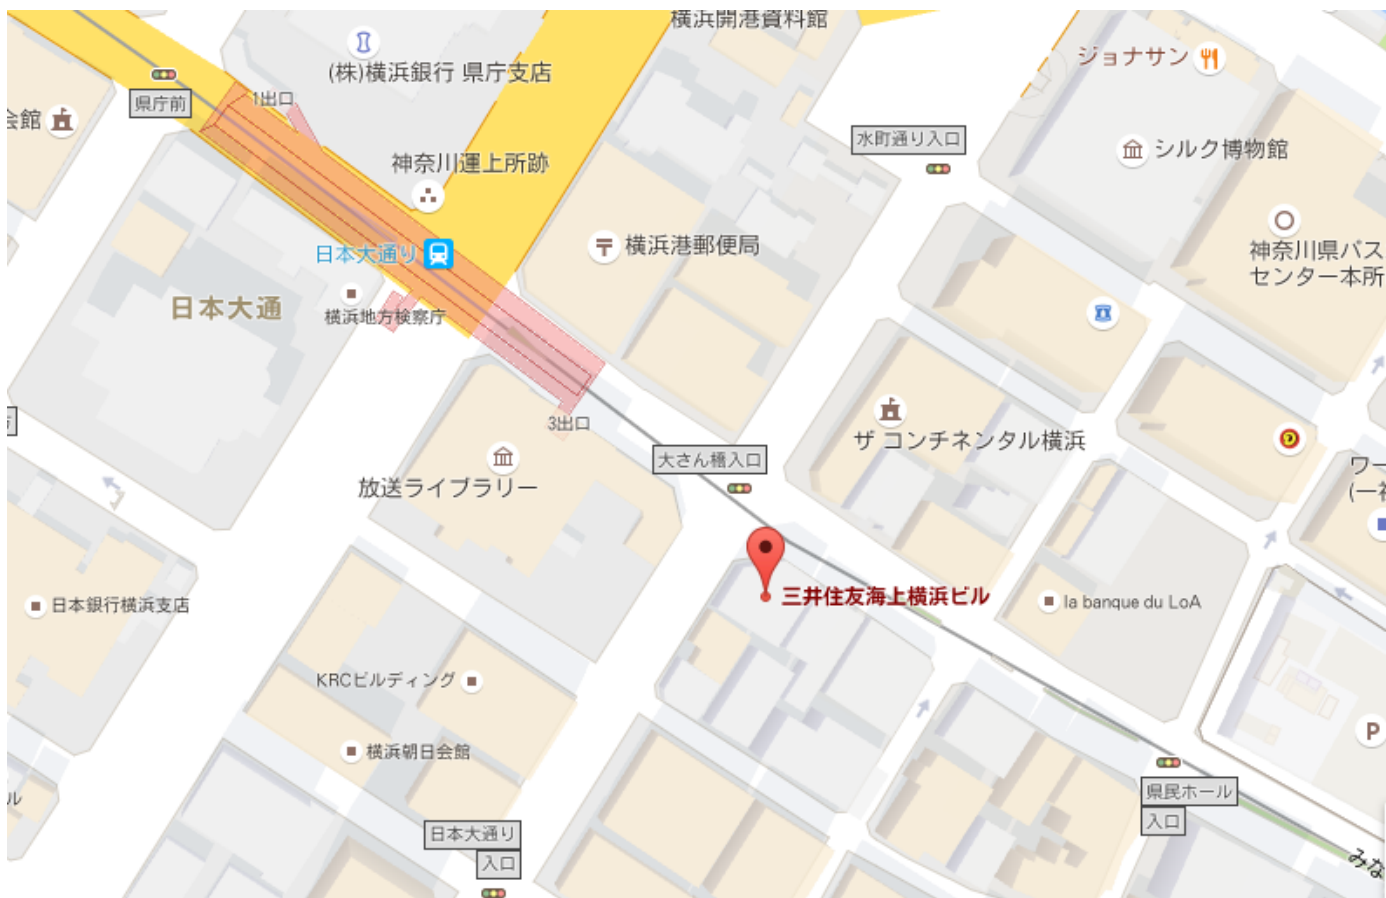 横浜開港資料館
ジョナサン
(株)横浜銀行 県庁支店
1出口
県庁前
会館
水町通り入口
シルク博物館
神奈川運上所跡
横浜港郵便局
神奈川県バス
センター本所
日本大通り
日本大通
横浜地方検察庁
3出口
ザ コンチネンタル横浜
大さん橋入口
放送ライブラリー
ワー
三井住友海上横浜ビル
la banque du LoA
日本銀行横浜支店
KRCビルディング
横浜朝日会館
P
県民ホール
入口
ル
日本大通り
入口
みな